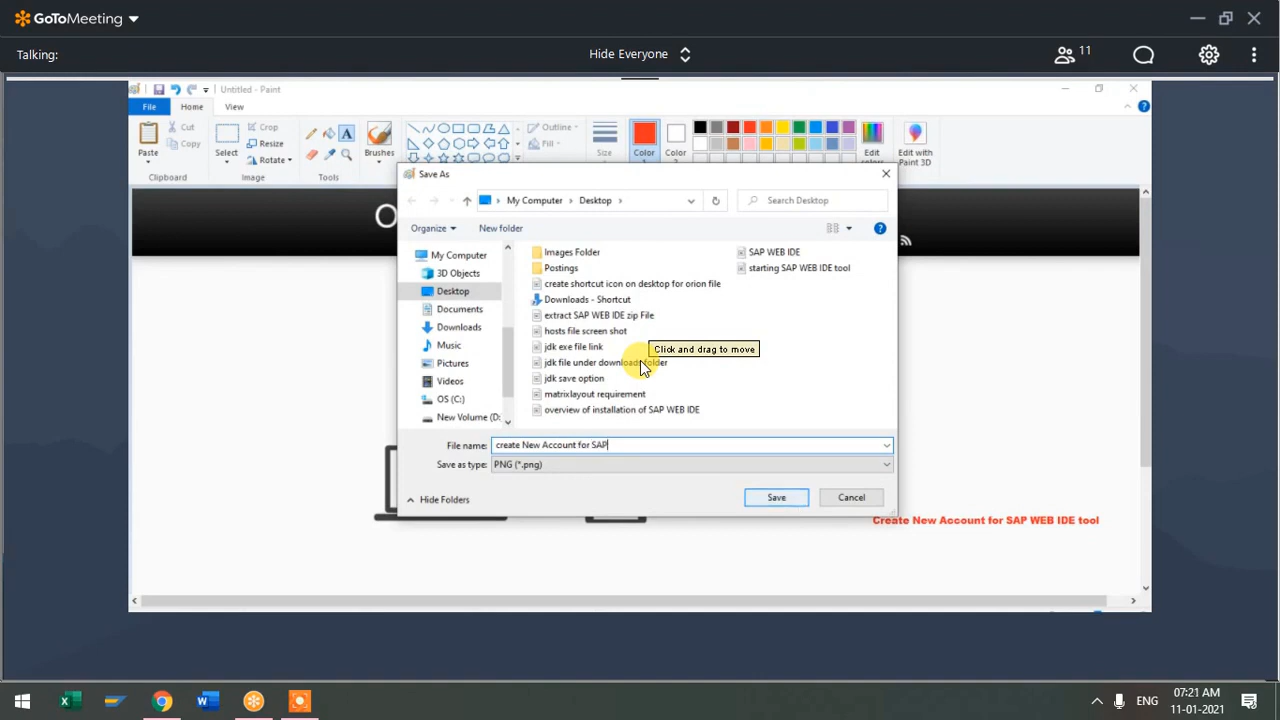 GoToMeeting
Talking:
Hide Everyone
11
Untitled - Paint
File
Home
View
Paste
Cut
Copy
Clipboard
Select
Crop
Resize
Rotate
Image
Tools
Brushes
Outline
Fill
Size
Color
Color
Edit
colors
Edit with
Paint 3D
Save As
My Computer > Desktop >
Search Desktop
Organize
New folder
My Computer
3D Objects
Desktop
Documents
Downloads
Music
Pictures
Videos
OS (C:)
New Volume (D:
Images Folder
Postings
create shortcut icon on desktop for orion file
Downloads - Shortcut
extract SAP WEB IDE zip File
hosts file screen shot
jdk exe file link
jdk file under downloads folder
jdk save option
matrixlayout requirement
overview of installation of SAP WEB IDE
SAP WEB IDE
starting SAP WEB IDE tool
Click and drag to move
File name: create New Account for SAP
Save as type: PNG (*.png)
Hide Folders
Save
Cancel
Create New Account for SAP WEB IDE tool
ENG
07:21 AM
11-01-2021